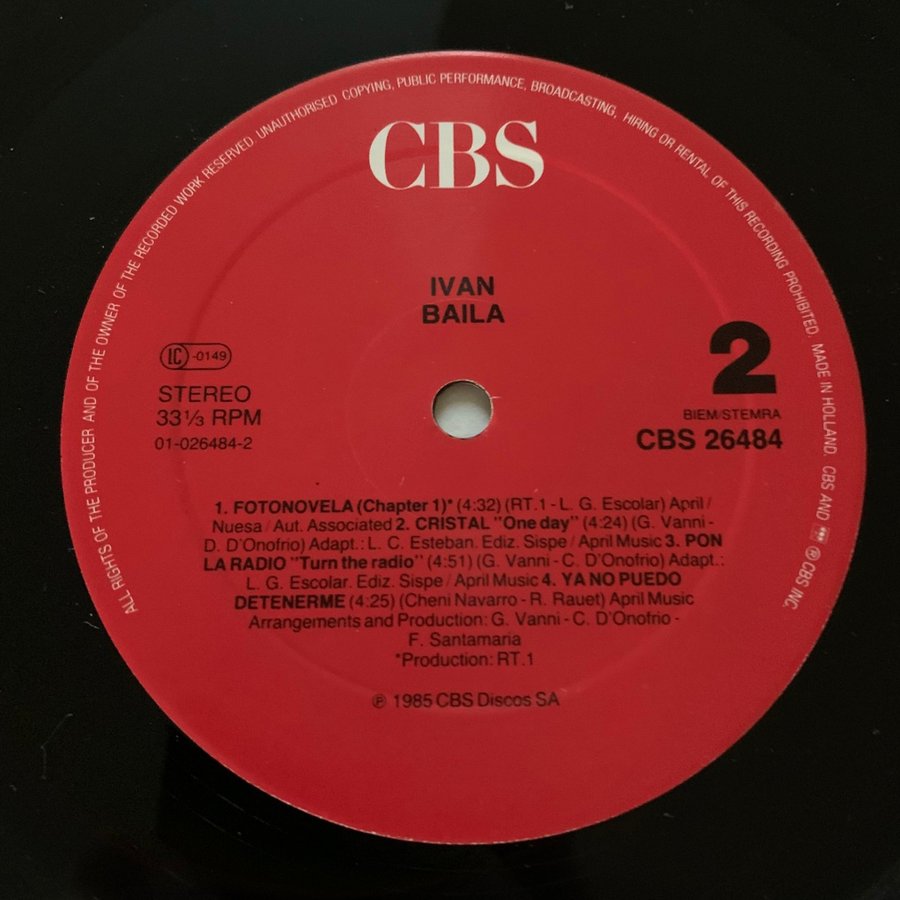 ALL RIGHTS OF THE PRODUCER AND OF THE OWNER OF THE RECORDED WORK RESERVED. UNAUTHORISED COPYING, PUBLIC PERFORMANCE, BROADCASTING, HIRING OR RENTAL OF THIS RECORDING PROHIBITED. MADE IN HOLLAND. CBS AND ℗ CBS INC.
CBS
IVAN
BAILA
2
LC -0149
STEREO
33 1/3 RPM
01-026484-2
BIEM/STEMRA
CBS 26484
1. FOTONOVELA (Chapter 1)* (4:32) (RT.1 - L. G. Escolar) April /
Nuesa / Aut. Associated 2. CRISTAL "One day" (4:24) (G. Vanni -
D. D'Onofrio) Adapt.: L. C. Esteban. Ediz. Sispe / April Music 3. PON
LA RADIO "Turn the radio" (4:51) (G. Vanni - C. D'Onofrio) Adapt.:
L. G. Escolar. Ediz. Sispe / April Music 4. YA NO PUEDO
DETENERME (4:25) (Cheni Navarro - R. Rauet) April Music
Arrangements and Production: G. Vanni - C. D'Onofrio -
F. Santamaria
*Production: RT.1
℗ 1985 CBS Discos SA